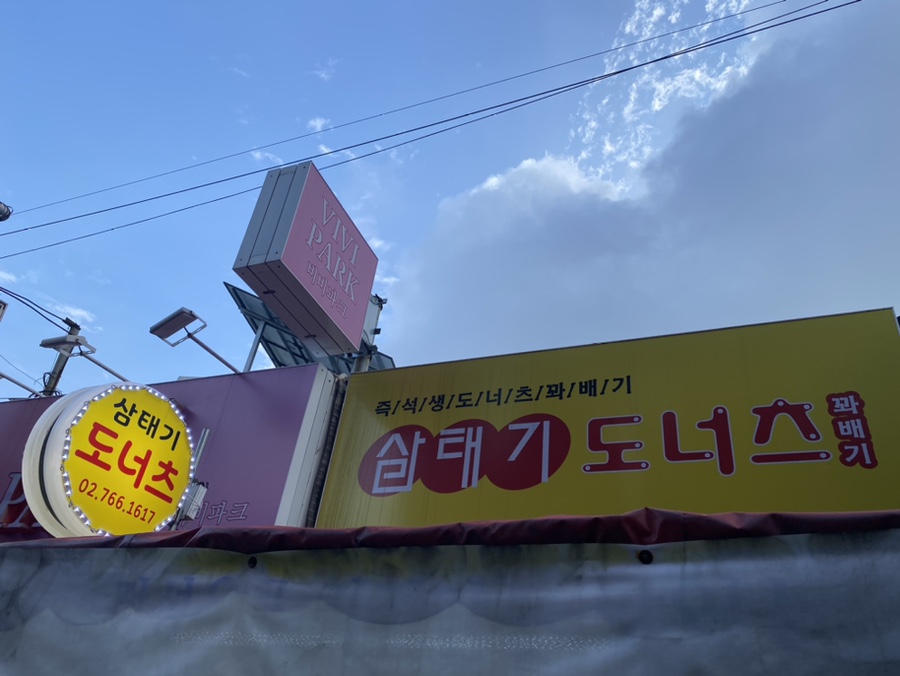 VIVI
PARK
비비파크
삼태기
도너츠
02.766.1617
즉/석/생/도/너/츠/꽈/배/기
삼태기 도너츠 꽈배기